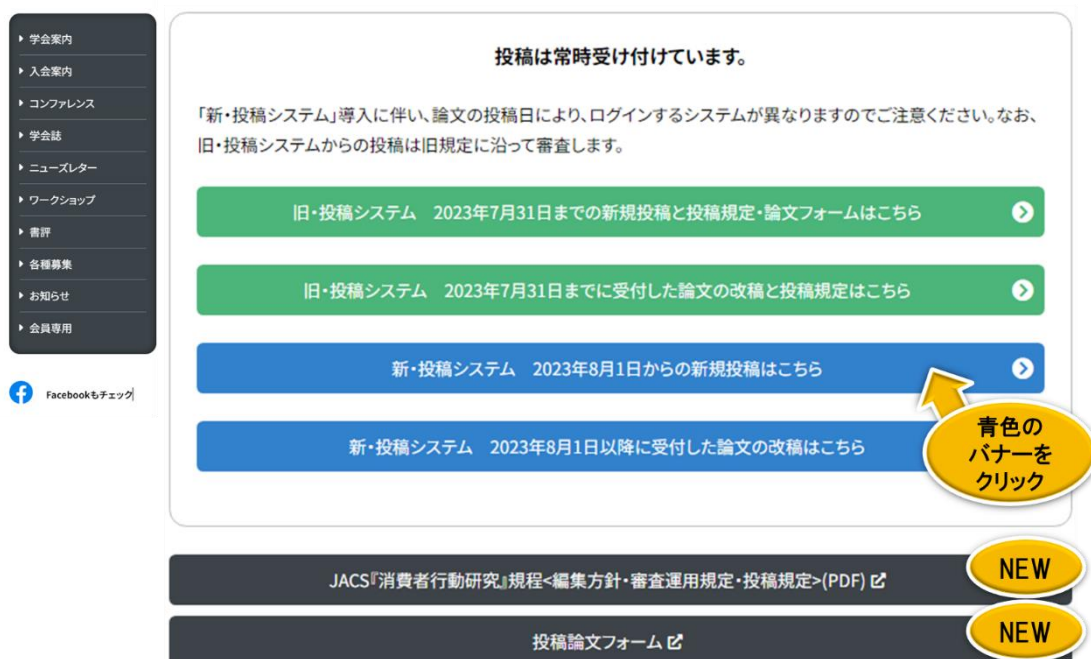 学会案内
入会案内
コンファレンス
学会誌
ニューズレター
ワークショップ
書評
各種募集
お知らせ
会員専用
Facebookもチェック
投稿は常時受け付けています。
「新・投稿システム」導入に伴い、論文の投稿日により、ログインするシステムが異なりますのでご注意ください。なお、
旧・投稿システムからの投稿は旧規定に沿って審査します。
旧・投稿システム　2023年7月31日までの新規投稿と投稿規定・論文フォームはこちら
旧・投稿システム　2023年7月31日までに受付した論文の改稿と投稿規定はこちら
新・投稿システム　2023年8月1日からの新規投稿はこちら
新・投稿システム　2023年8月1日以降に受付した論文の改稿はこちら
青色の
バナーを
クリック
JACS『消費者行動研究』規程<編集方針・審査運用規定・投稿規定>(PDF)
NEW
投稿論文フォーム
NEW